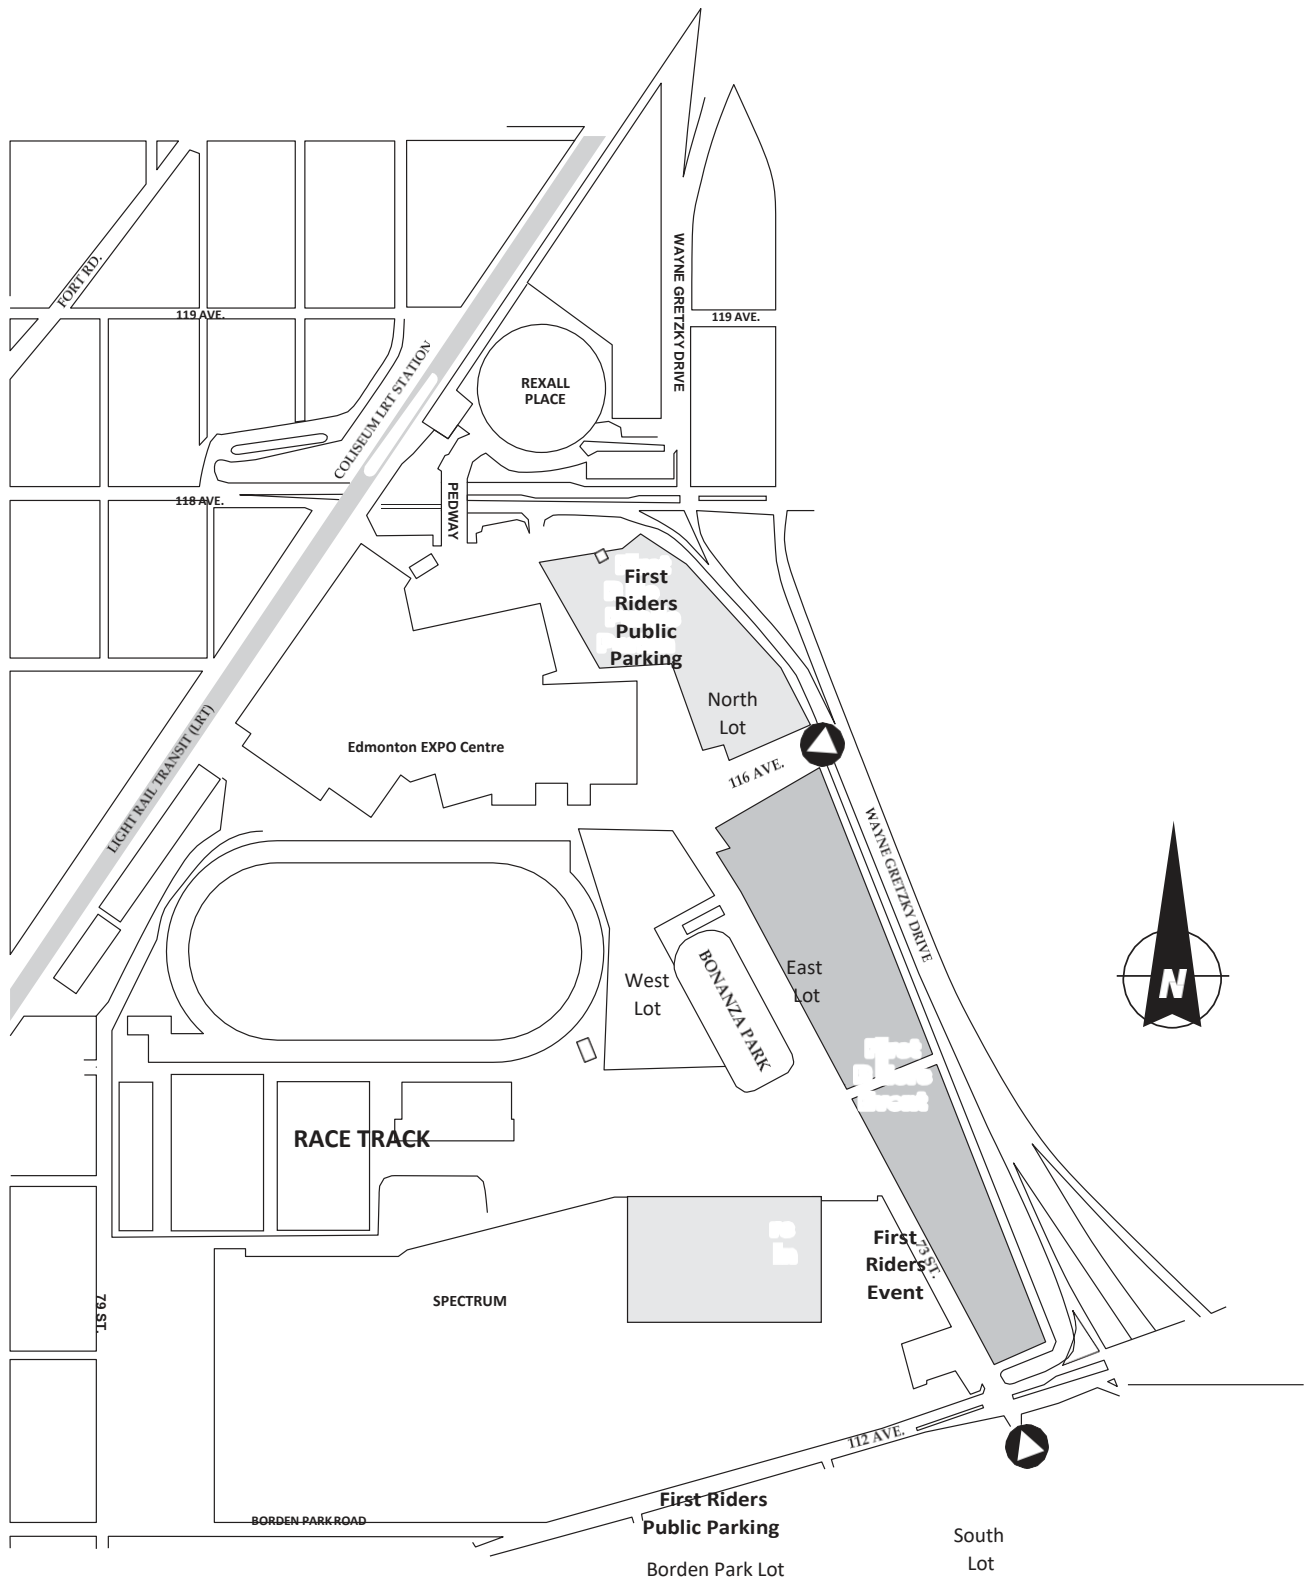 FORT RD.
119 AVE.
WAYNE GRETZKY DRIVE
119 AVE.
REXALL
PLACE
COLISEUM LRT STATION
118 AVE.
PEDWAY
First
Riders
Public
Parking
North
Lot
LIGHT RAIL TRANSIT (LRT)
Edmonton EXPO Centre
116 AVE.
WAYNE GRETZKY DRIVE
West
Lot
BONANZA PARK
East
Lot
N
RACE TRACK
First
Riders
Event
73 ST.
79 ST.
SPECTRUM
112 AVE.
BORDEN PARK ROAD
First Riders
Public Parking
Borden Park Lot
South
Lot